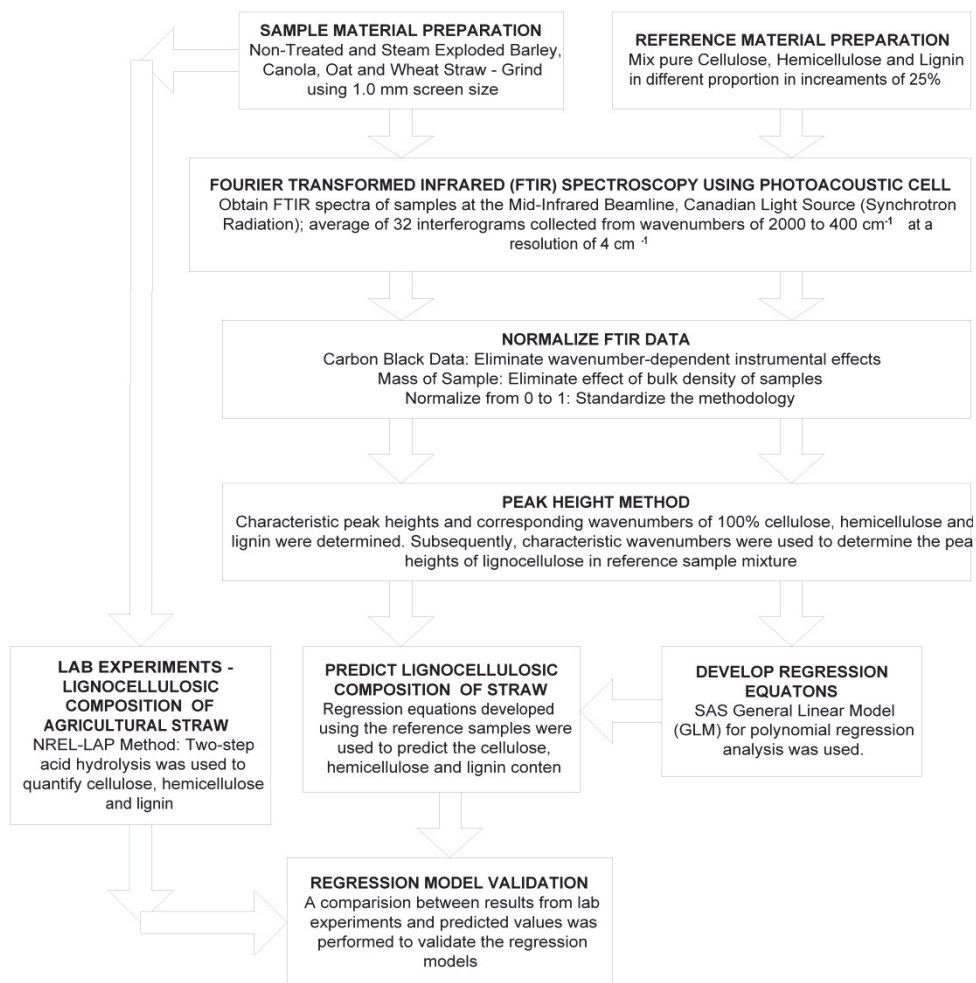 SAMPLE MATERIAL PREPARATION
Non-Treated and Steam Exploded Barley,
Canola, Oat and Wheat Straw - Grind
using 1.0 mm screen size
REFERENCE MATERIAL PREPARATION
Mix pure Cellulose, Hemicellulose and Lignin
in different proportion in increaments of 25%
FOURIER TRANSFORMED INFRARED (FTIR) SPECTROSCOPY USING PHOTOACOUSTIC CELL
Obtain FTIR spectra of samples at the Mid-Infrared Beamline, Canadian Light Source (Synchrotron
Radiation); average of 32 interferograms collected from wavenumbers of 2000 to 400 cm⁻¹ at a
resolution of 4 cm ⁻¹
NORMALIZE FTIR DATA
Carbon Black Data: Eliminate wavenumber-dependent instrumental effects
Mass of Sample: Eliminate effect of bulk density of samples
Normalize from 0 to 1: Standardize the methodology
PEAK HEIGHT METHOD
Characteristic peak heights and corresponding wavenumbers of 100% cellulose, hemicellulose and
lignin were determined. Subsequently, characteristic wavenumbers were used to determine the pea
heights of lignocellulose in reference sample mixture
LAB EXPERIMENTS -
LIGNOCELLULOSIC
COMPOSITION OF
AGRICULTURAL STRAW
NREL-LAP Method: Two-step
acid hydrolysis was used to
quantify cellulose, hemicellulose
and lignin
PREDICT LIGNOCELLULOSIC
COMPOSITION OF STRAW
Regression equations developed
using the reference samples were
used to predict the cellulose,
hemicellulose and lignin conten
DEVELOP REGRESSION
EQUATONS
SAS General Linear Model
(GLM) for polynomial regression
analysis was used.
REGRESSION MODEL VALIDATION
A comparision between results from lab
experiments and predicted values was
performed to validate the regression
models